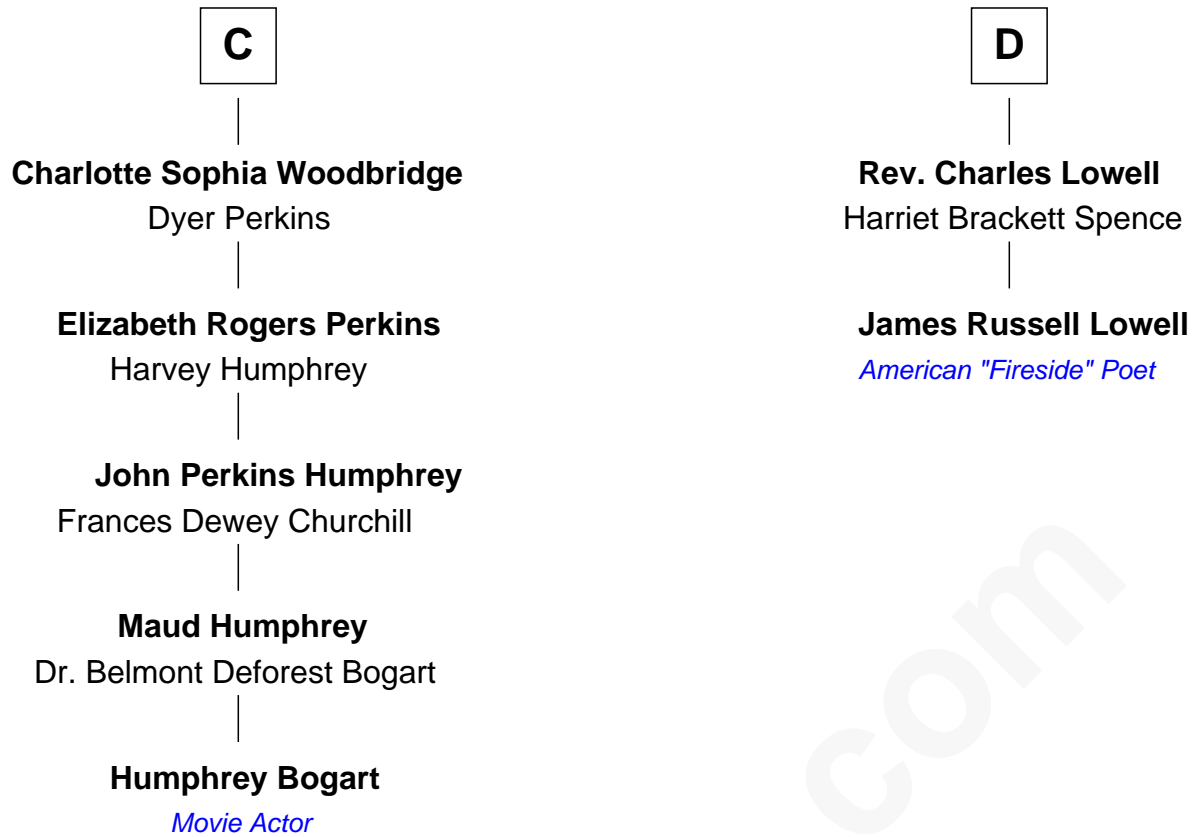 C
Charlotte Sophia Woodbridge
Dyer Perkins
Elizabeth Rogers Perkins
Harvey Humphrey
John Perkins Humphrey
Frances Dewey Churchill
Maud Humphrey
Dr. Belmont Deforest Bogart
Humphrey Bogart
Movie Actor
D
Rev. Charles Lowell
Harriet Brackett Spence
James Russell Lowell
American "Fireside" Poet
com